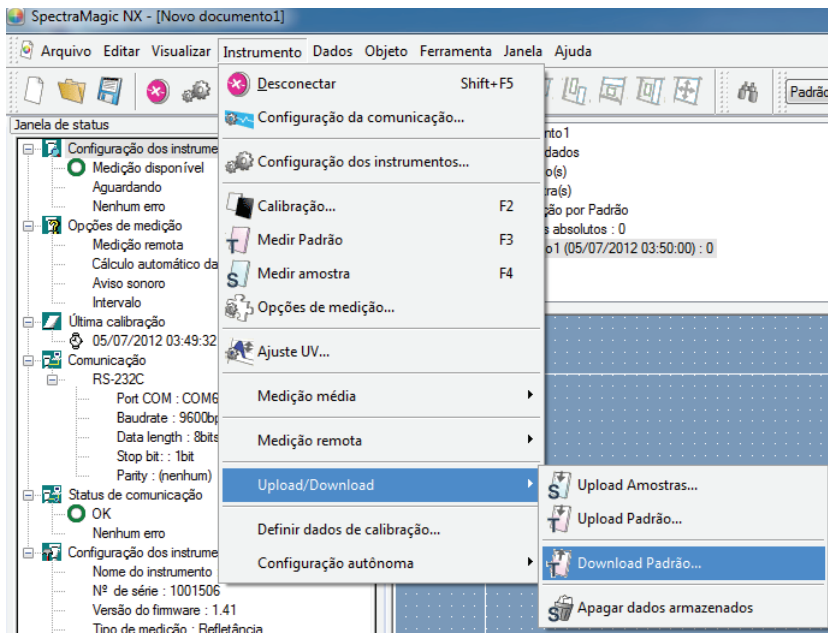 SpectraMagic NX - [Novo documento1]
Arquivo Editar Visualizar Instrumento Dados Objeto Ferramenta Janela Ajuda
Padrão
Janela de status
Configuração dos instrume
Medição disponível
Aguardando
Nenhum erro
Opções de medição
Medição remota
Cálculo automático da
Aviso sonoro
Intervalo
Última calibração
05/07/2012 03:49:32
Comunicação
RS-232C
Port COM : COM6
Baudrate : 9600bp
Data length : 8bits
Stop bit: : 1bit
Parity : (nenhum)
Status de comunicação
OK
Nenhum erro
Configuração dos instrume
Nome do instrumento
Nº de série : 1001506
Versão do firmware : 1.41
Tipo de medição : Refletância
Desconectar Shift+F5
Configuração da comunicação...
Configuração dos instrumentos...
Calibração... F2
Medir Padrão F3
Medir amostra F4
Opções de medição...
Ajuste UV...
Medição média
Medição remota
Upload/Download
Definir dados de calibração...
Configuração autônoma
nto1
dados
o(s)
tra(s)
ção por Padrão
s absolutos : 0
o1 (05/07/2012 03:50:00) : 0
Upload Amostras...
Upload Padrão...
Download Padrão...
Apagar dados armazenados